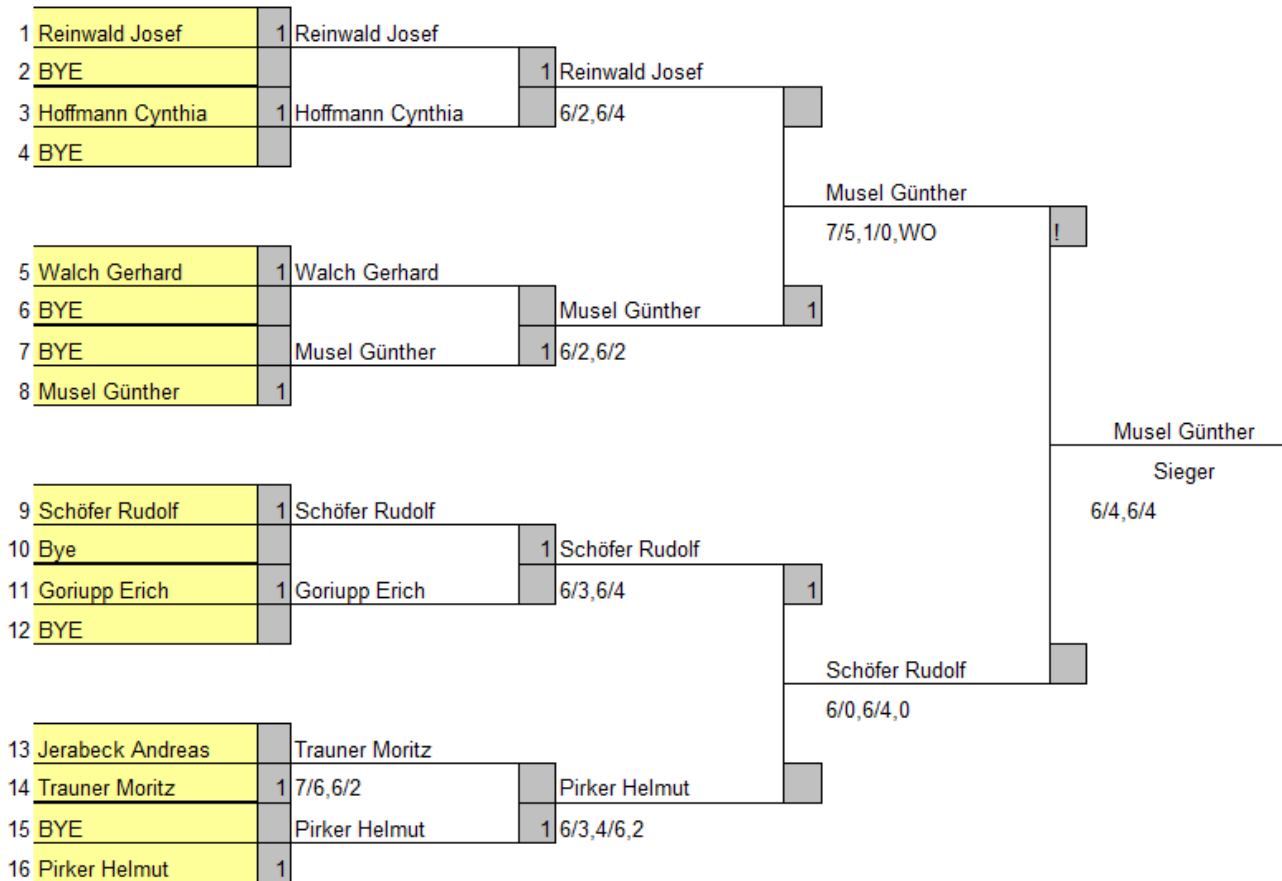 1 Reinwald Josef 1 Reinwald Josef
2 BYE 1 Reinwald Josef
3 Hoffmann Cynthia 1 Hoffmann Cynthia 6/2,6/4
4 BYE
Musel Günther
7/5,1/0,WO !
5 Walch Gerhard 1 Walch Gerhard
6 BYE Musel Günther 1
7 BYE Musel Günther 1 6/2,6/2
8 Musel Günther 1
Musel Günther
Sieger
9 Schöfer Rudolf 1 Schöfer Rudolf 6/4,6/4
10 Bye 1 Schöfer Rudolf
11 Goriupp Erich 1 Goriupp Erich 6/3,6/4 1
12 BYE
Schöfer Rudolf
6/0,6/4,0
13 Jerabeck Andreas Trauner Moritz
14 Trauner Moritz 1 7/6,6/2 Pirker Helmut
15 BYE Pirker Helmut 1 6/3,4/6,2
16 Pirker Helmut 1